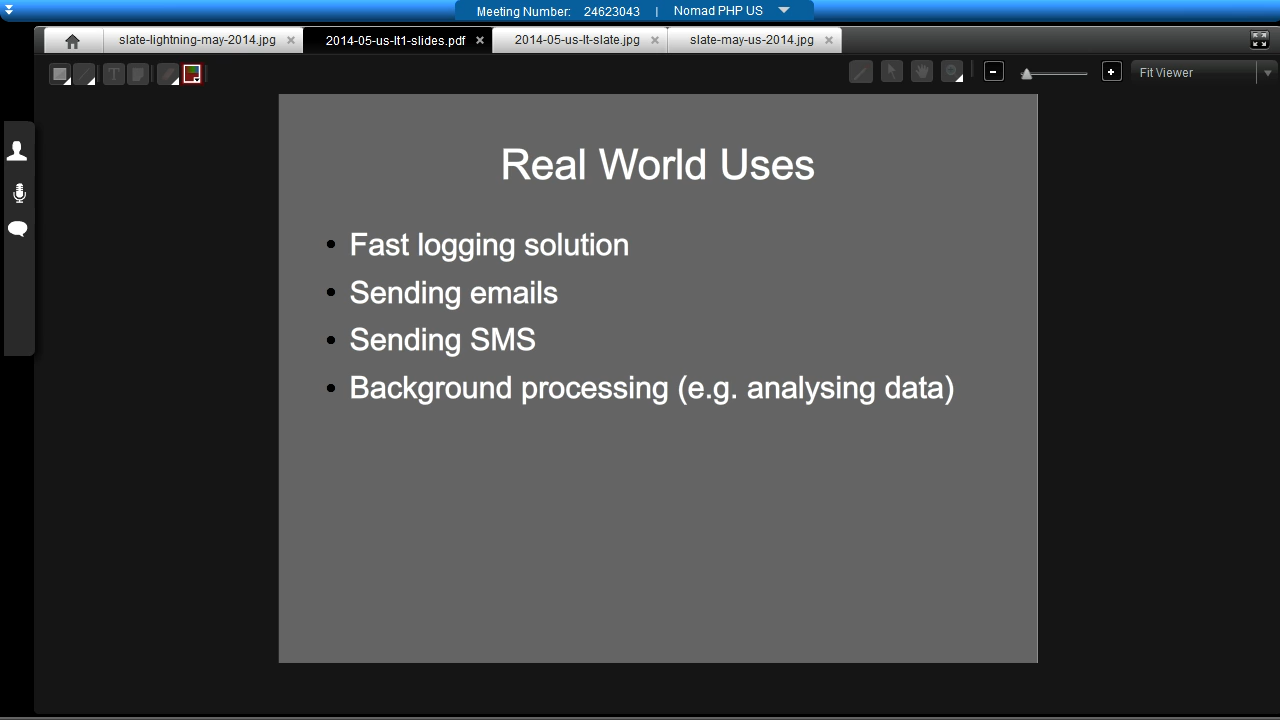 Meeting Number: 24623043 | Nomad PHP US
slate-lightning-may-2014.jpg × 2014-05-us-lt1-slides.pdf × 2014-05-us-lt-slate.jpg × slate-may-us-2014.jpg ×
T - + Fit Viewer
Real World Uses
• Fast logging solution
• Sending emails
• Sending SMS
• Background processing (e.g. analysing data)